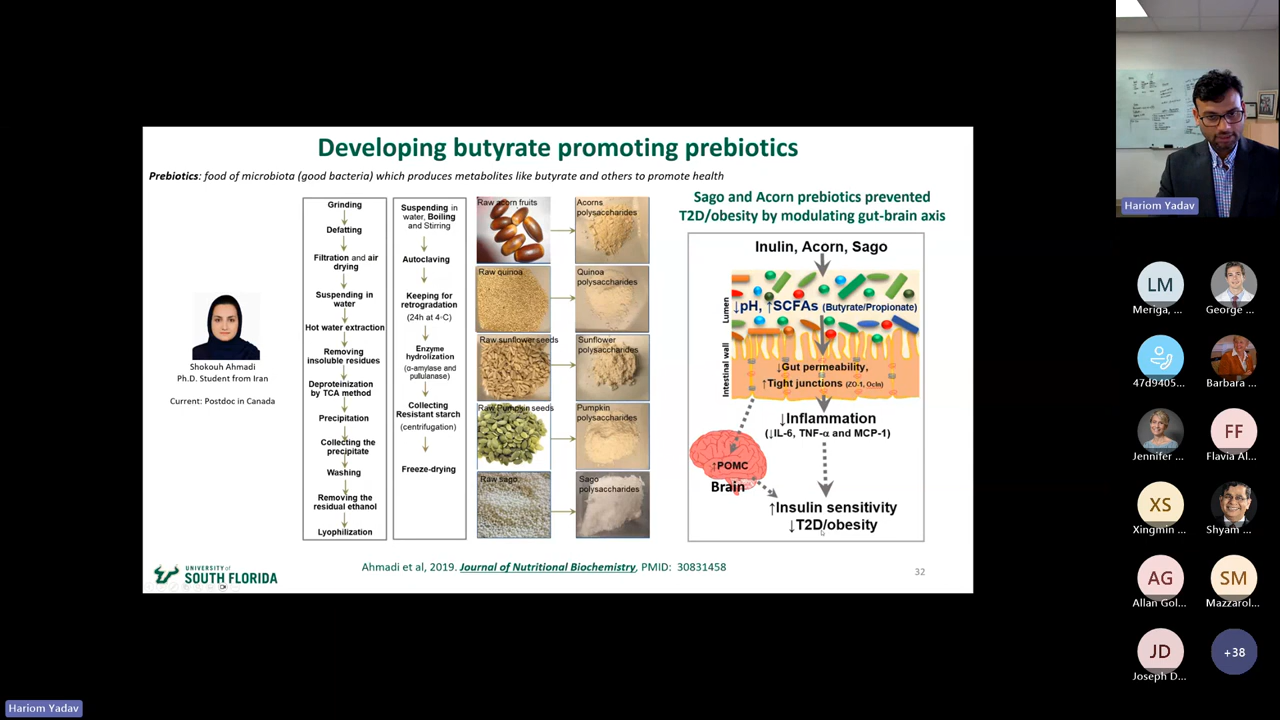 Developing butyrate promoting prebiotics
Prebiotics: food of microbiota (good bacteria) which produces metabolites like butyrate and others to promote health
Shokouh Ahmadi
Ph.D. Student from Iran
Current: Postdoc in Canada
Grinding
Defatting
Filtration and air
drying
Suspending in
water
Hot water extraction
Removing
insoluble residues
Deproteinization
by TCA method
Precipitation
Collecting the
precipitate
Washing
Removing the
residual ethanol
Lyophilization
Suspending in
water, Boiling
and Stirring
Autoclaving
Keeping for
retrogradation
(24h at 4◦C)
Enzyme
hydrolization
(α-amylase and
pullulanase)
Collecting
Resistant starch
(centrifugation)
Freeze-drying
Raw acorn fruits
Acorns
polysaccharides
Raw quinoa
Quinoa
polysaccharides
Raw sunflower seeds
Sunflower
polysaccharides
Raw Pumpkin seeds
Pumpkin
polysaccharides
Raw sago
Sago
polysaccharides
Sago and Acorn prebiotics prevented
T2D/obesity by modulating gut-brain axis
Inulin, Acorn, Sago
Lumen
↓pH, ↑SCFAs (Butyrate/Propionate)
Intestinal wall
↓Gut permeability,
↑Tight junctions (ZO-1, Ocln)
↓Inflammation
(↓IL-6, TNF-α and MCP-1)
↑POMC
Brain
↑Insulin sensitivity
↓T2D/obesity
UNIVERSITY of
SOUTH FLORIDA
Ahmadi et al, 2019. Journal of Nutritional Biochemistry, PMID: 30831458
32
Hariom Yadav
LM
Meriga, ...
George ...
47d9405...
Barbara ...
Jennifer ...
FF
Flavia Al...
XS
Xingmin ...
Shyam ...
AG
Allan Gol...
SM
Mazzarol...
JD
Joseph D...
+38
Hariom Yadav